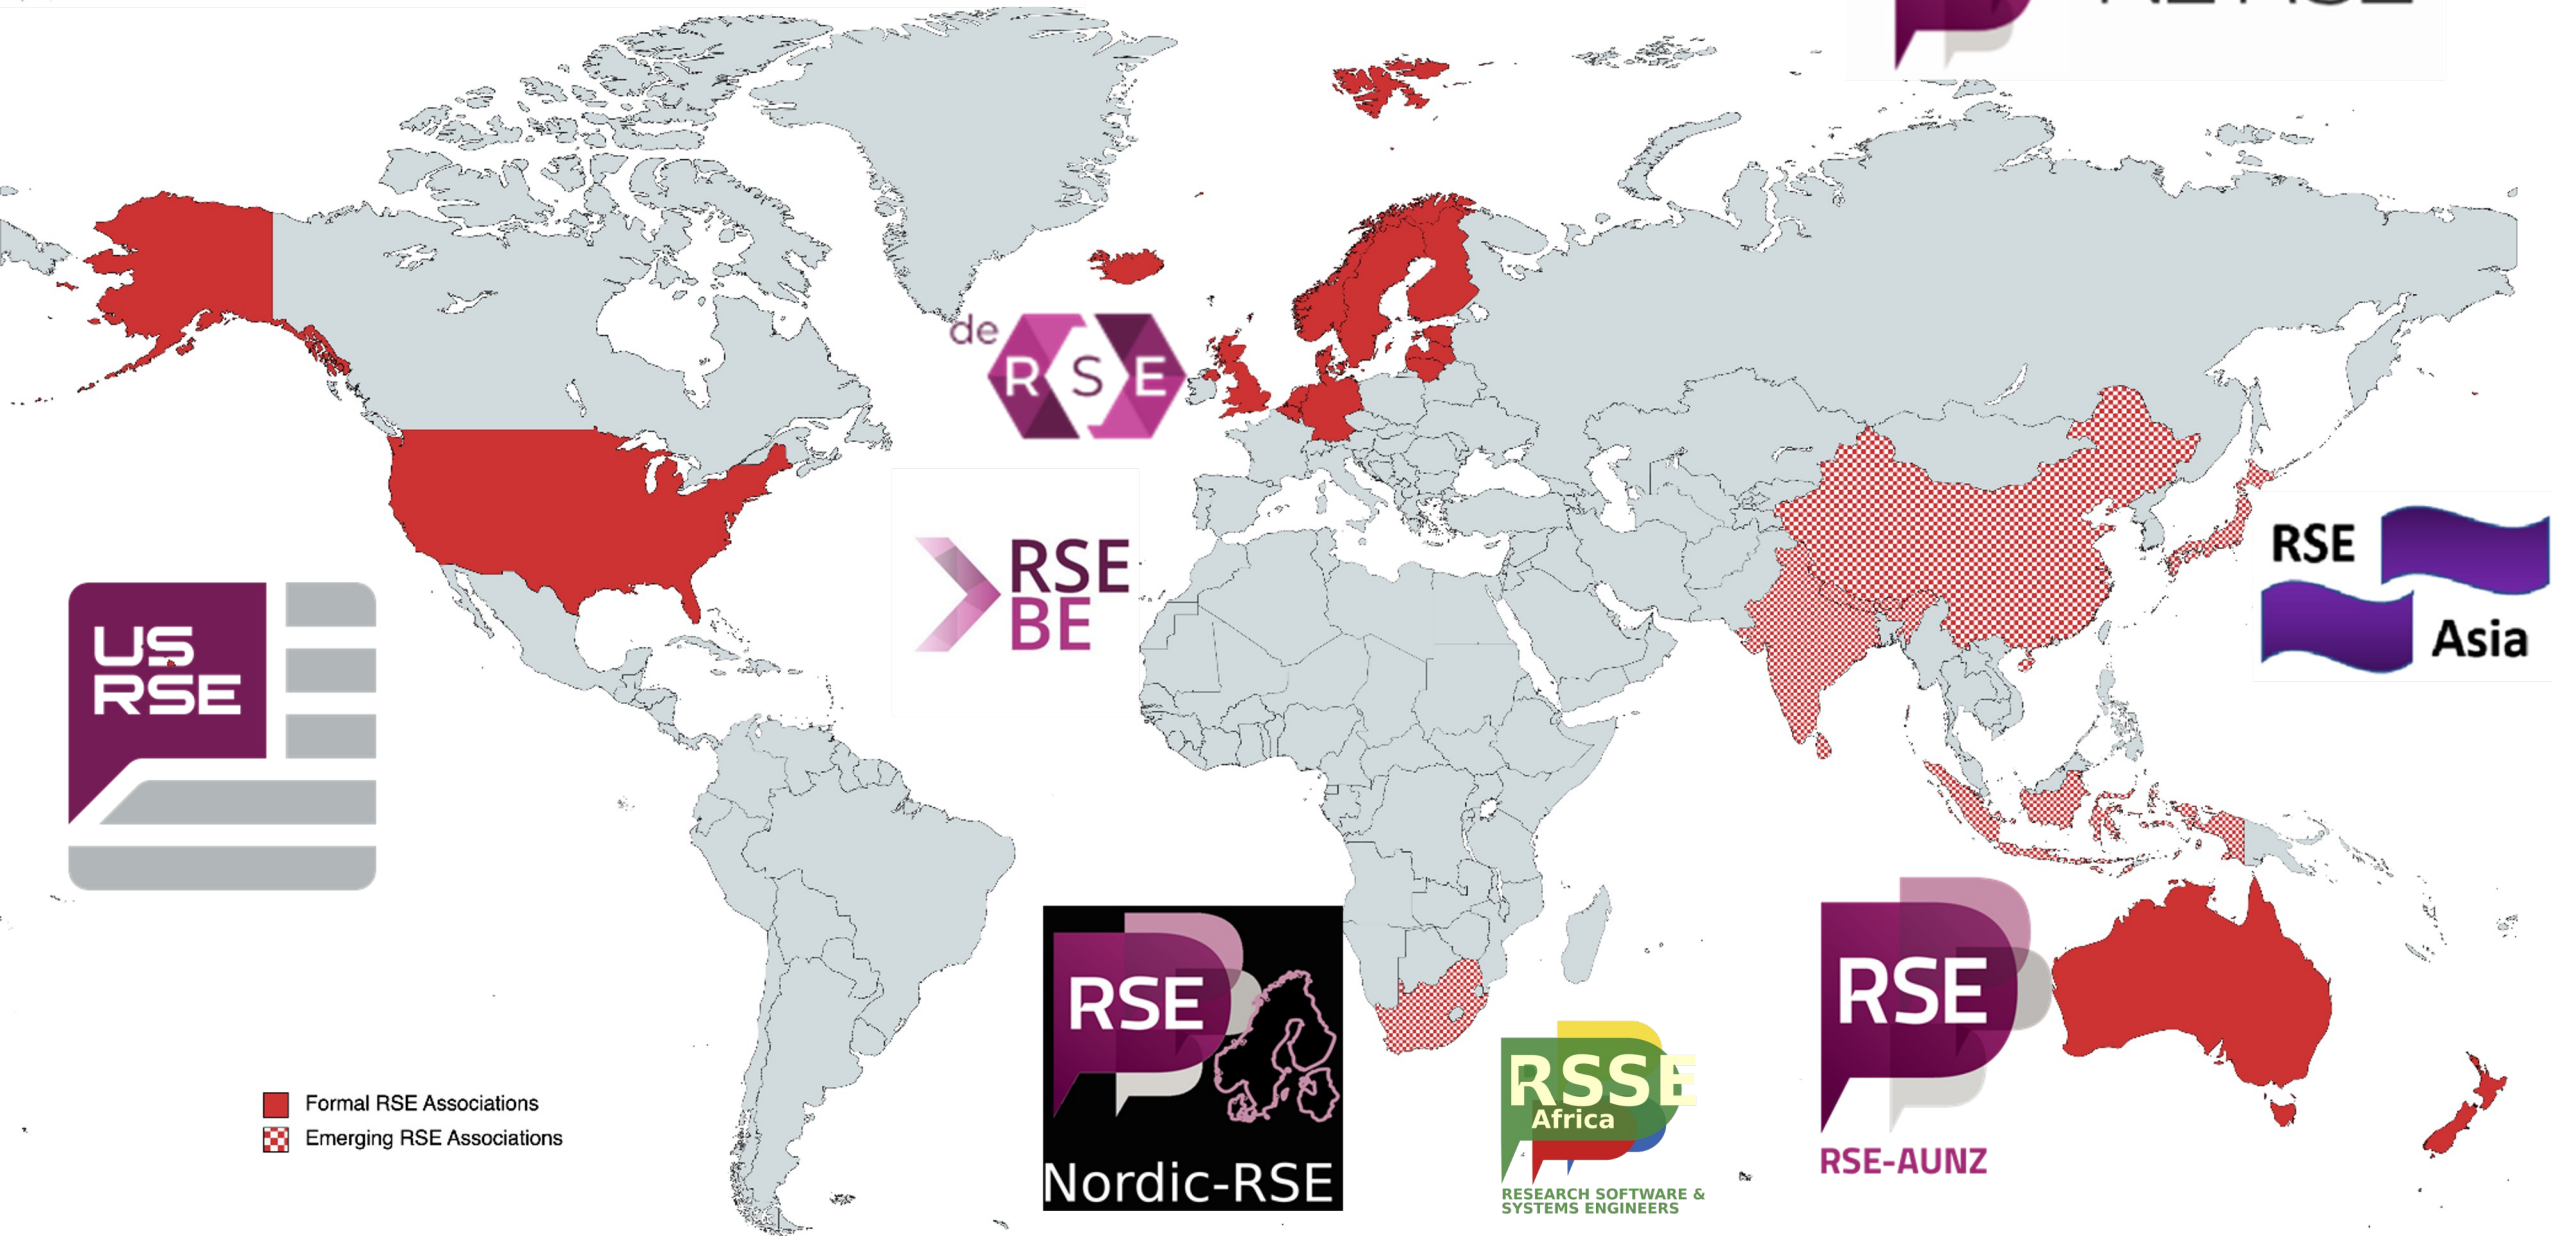 de
R S E
RSE
BE
US
RSE
RSE
Asia
RSE
Nordic-RSE
RSSE
Africa
RESEARCH SOFTWARE &
SYSTEMS ENGINEERS
RSE
RSE-AUNZ
Formal RSE Associations
Emerging RSE Associations